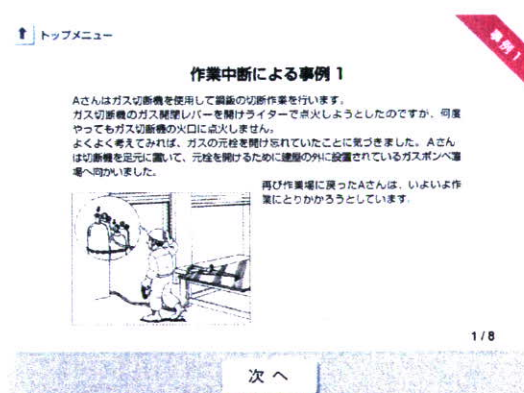 トップメニュー
事例 1
作業中断による事例 1
Aさんはガス切断機を使用して鋼鈑の切断作業を行います。
ガス切断機のガス開閉レバーを開けライターで点火しようとしたのですが、何度
やってもガス切断機の火口に点火しません。
よくよく考えてみれば、ガスの元栓を開け忘れていたことに気づきました。Aさん
は切断機を足元に置いて、元栓を開けるために建屋の外に設置されているガスボンベ置
場へ向かいました。
再び作業場に戻ったAさんは、いよいよ作
業にとりかかろうとしています.
1/8
次 へ